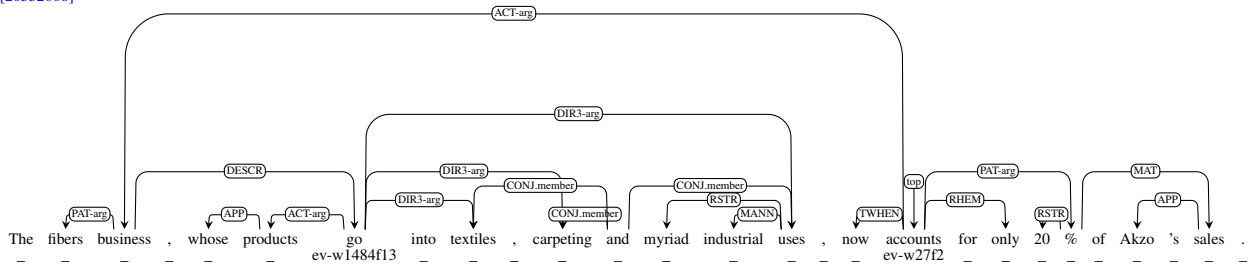 ACT-arg
DIR3-arg
DESCR DIR3-arg PAT-arg MAT
CONJ.member CONJ.member top
DIR3-arg RSTR RHEM
PAT-arg APP ACT-arg CONJ.member MANN TWHEN RSTR APP
The fibers business , whose products go into textiles , carpeting and myriad industrial uses , now accounts for only 20 % of Akzo 's sales .
ev-w1484f13 ev-w27f2
_ _ _ _ _ _ _ _ _ _ _ _ _ _ _ _ _ _ _ _ _ _ _ _